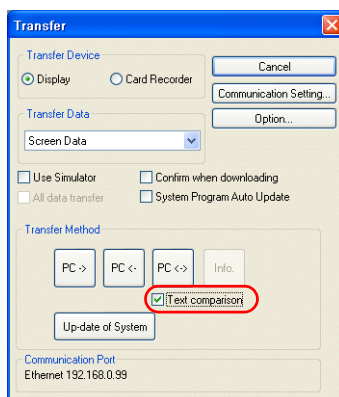 Transfer
Transfer Device
Display
Card Recorder
Cancel
Communication Setting...
Transfer Data
Option...
Screen Data
Use Simulator
Confirm when downloading
All data transfer
System Program Auto Update
Transfer Method
PC ->
PC <-
PC <->
Info.
Text comparison
Up-date of System
Communication Port
Ethernet 192.168.0.99